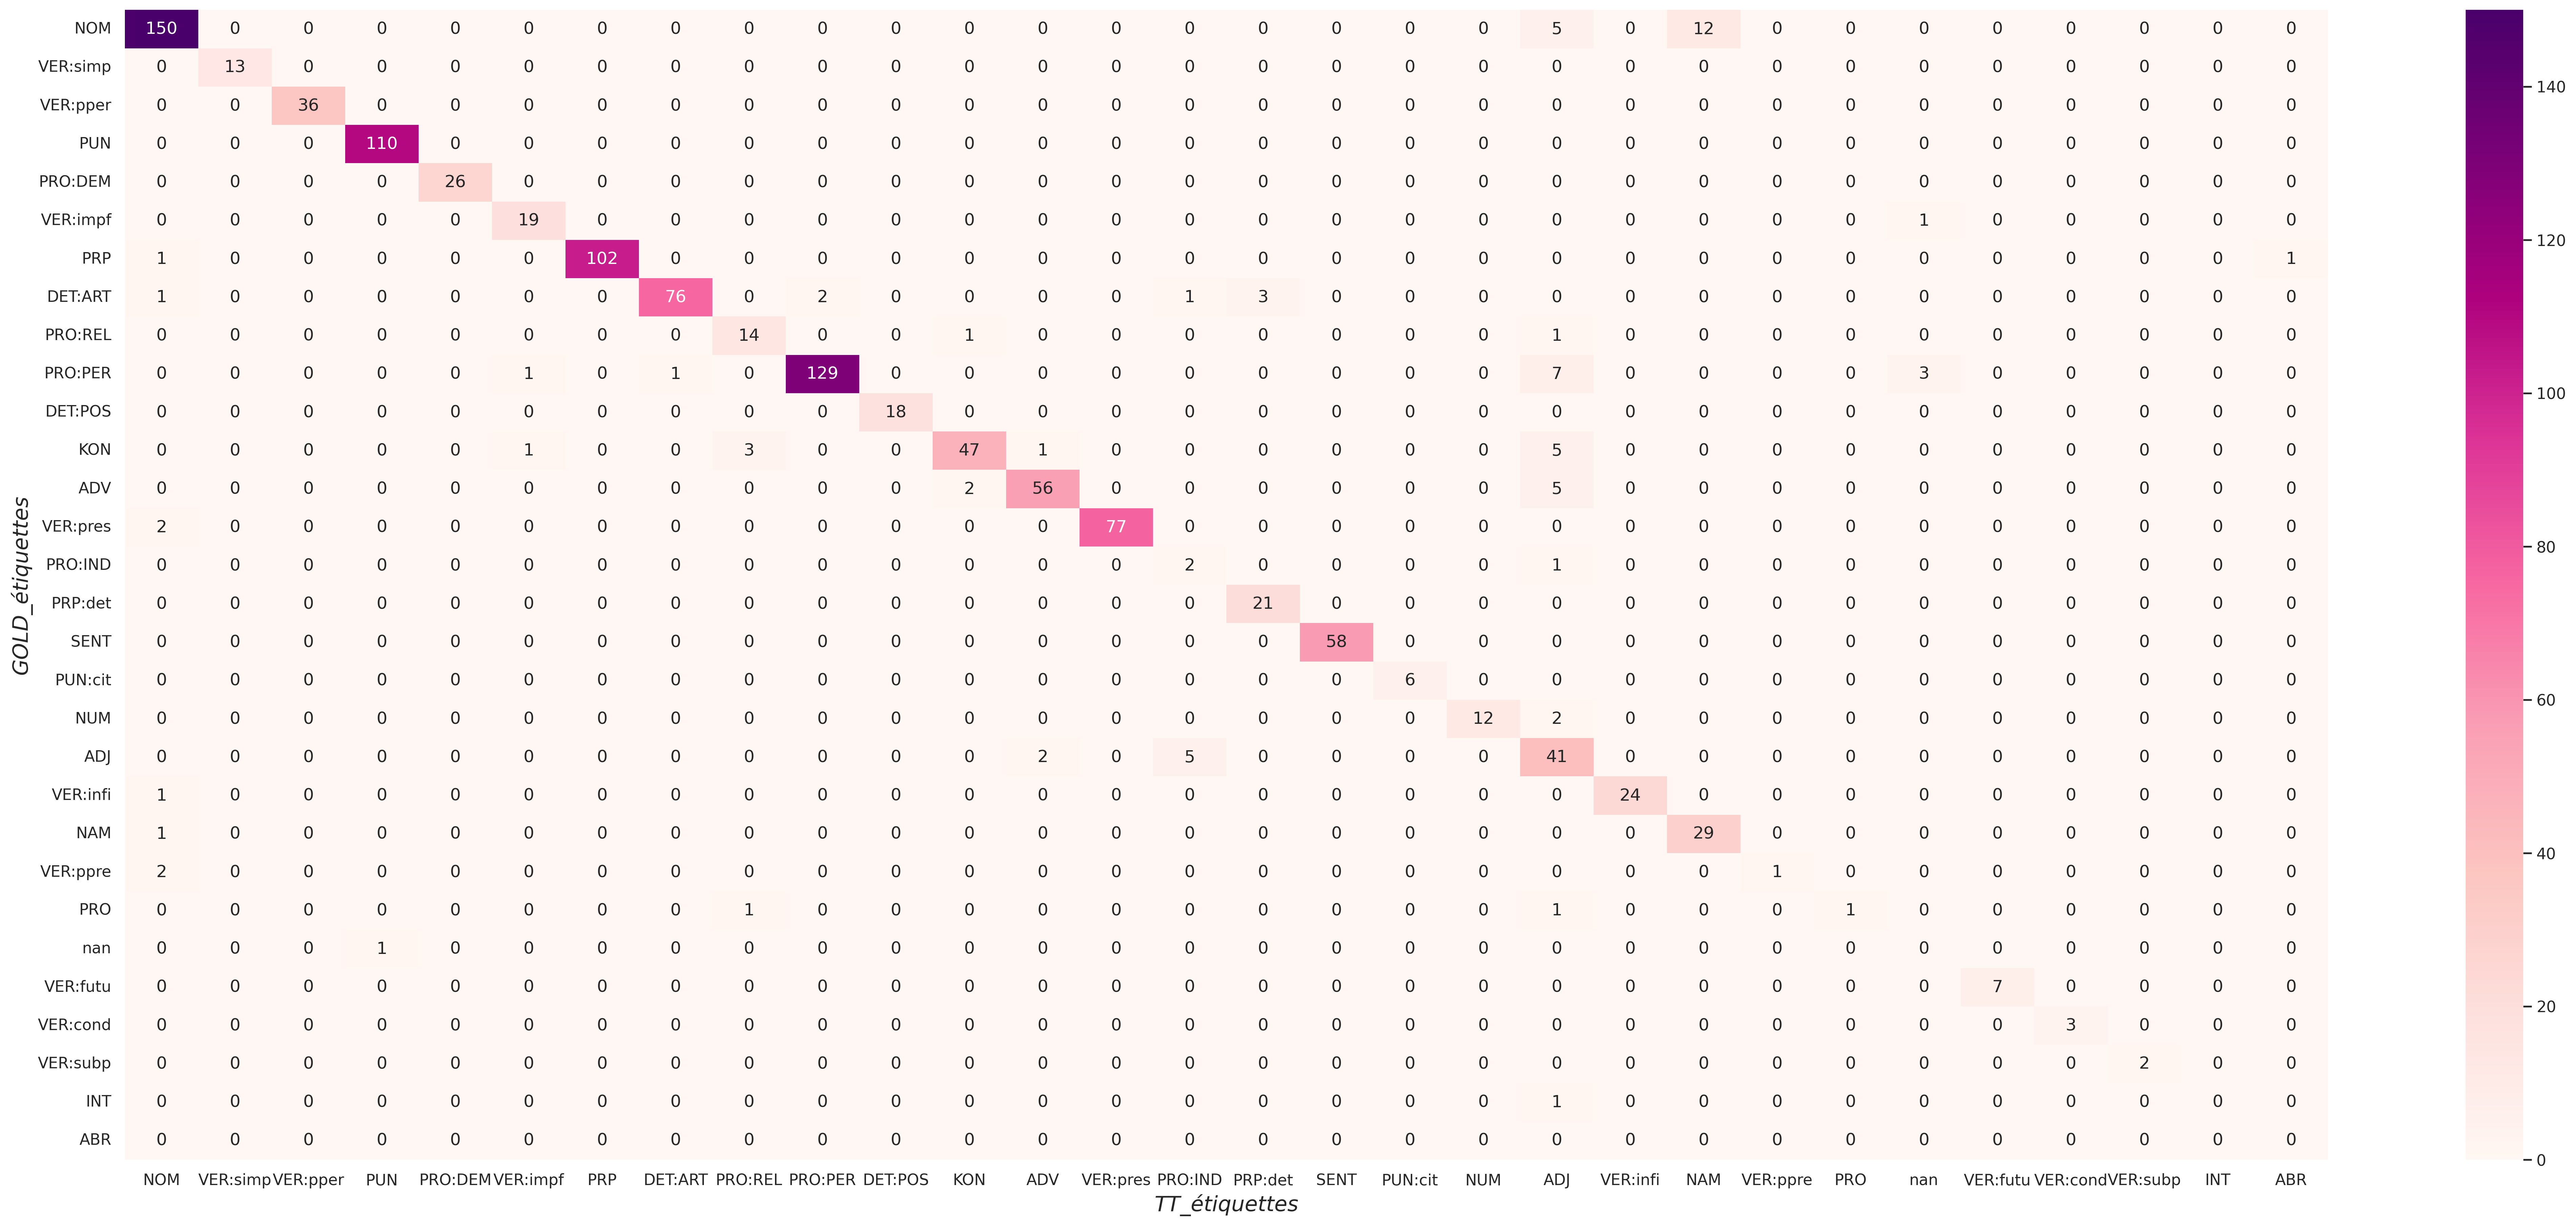 NOM 150 0 0 0 0 0 0 0 0 0 0 0 0 0 0 0 0 0 0 5 0 12 0 0 0 0 0 0 0 0
VER:simp 0 13 0 0 0 0 0 0 0 0 0 0 0 0 0 0 0 0 0 0 0 0 0 0 0 0 0 0 0 0
VER:pper 0 0 36 0 0 0 0 0 0 0 0 0 0 0 0 0 0 0 0 0 0 0 0 0 0 0 0 0 0 0
140
PUN 0 0 0 110 0 0 0 0 0 0 0 0 0 0 0 0 0 0 0 0 0 0 0 0 0 0 0 0 0 0
PRO:DEM 0 0 0 0 26 0 0 0 0 0 0 0 0 0 0 0 0 0 0 0 0 0 0 0 0 0 0 0 0 0
VER:impf 0 0 0 0 0 19 0 0 0 0 0 0 0 0 0 0 0 0 0 0 0 0 0 0 1 0 0 0 0 0
120
PRP 1 0 0 0 0 0 102 0 0 0 0 0 0 0 0 0 0 0 0 0 0 0 0 0 0 0 0 0 0 1
DET:ART 1 0 0 0 0 0 0 76 0 2 0 0 0 0 1 3 0 0 0 0 0 0 0 0 0 0 0 0 0 0
PRO:REL 0 0 0 0 0 0 0 0 14 0 0 1 0 0 0 0 0 0 0 1 0 0 0 0 0 0 0 0 0 0
PRO:PER 0 0 0 0 0 1 0 1 0 129 0 0 0 0 0 0 0 0 0 7 0 0 0 0 3 0 0 0 0 0
100
DET:POS 0 0 0 0 0 0 0 0 0 0 18 0 0 0 0 0 0 0 0 0 0 0 0 0 0 0 0 0 0 0
KON 0 0 0 0 0 1 0 0 3 0 0 47 1 0 0 0 0 0 0 5 0 0 0 0 0 0 0 0 0 0
ADV 0 0 0 0 0 0 0 0 0 0 0 2 56 0 0 0 0 0 0 5 0 0 0 0 0 0 0 0 0 0
VER:pres 2 0 0 0 0 0 0 0 0 0 0 0 0 77 0 0 0 0 0 0 0 0 0 0 0 0 0 0 0 0
80
GOLD_étiquettes
PRO:IND 0 0 0 0 0 0 0 0 0 0 0 0 0 0 2 0 0 0 0 1 0 0 0 0 0 0 0 0 0 0
PRP:det 0 0 0 0 0 0 0 0 0 0 0 0 0 0 0 21 0 0 0 0 0 0 0 0 0 0 0 0 0 0
SENT 0 0 0 0 0 0 0 0 0 0 0 0 0 0 0 0 58 0 0 0 0 0 0 0 0 0 0 0 0 0
PUN:cit 0 0 0 0 0 0 0 0 0 0 0 0 0 0 0 0 0 6 0 0 0 0 0 0 0 0 0 0 0 0
60
NUM 0 0 0 0 0 0 0 0 0 0 0 0 0 0 0 0 0 0 12 2 0 0 0 0 0 0 0 0 0 0
ADJ 0 0 0 0 0 0 0 0 0 0 0 0 2 0 5 0 0 0 0 41 0 0 0 0 0 0 0 0 0 0
VER:infi 1 0 0 0 0 0 0 0 0 0 0 0 0 0 0 0 0 0 0 0 24 0 0 0 0 0 0 0 0 0
NAM 1 0 0 0 0 0 0 0 0 0 0 0 0 0 0 0 0 0 0 0 0 29 0 0 0 0 0 0 0 0
40
VER:ppre 2 0 0 0 0 0 0 0 0 0 0 0 0 0 0 0 0 0 0 0 0 0 1 0 0 0 0 0 0 0
PRO 0 0 0 0 0 0 0 0 1 0 0 0 0 0 0 0 0 0 0 1 0 0 0 1 0 0 0 0 0 0
nan 0 0 0 1 0 0 0 0 0 0 0 0 0 0 0 0 0 0 0 0 0 0 0 0 0 0 0 0 0 0
VER:futu 0 0 0 0 0 0 0 0 0 0 0 0 0 0 0 0 0 0 0 0 0 0 0 0 0 7 0 0 0 0
20
VER:cond 0 0 0 0 0 0 0 0 0 0 0 0 0 0 0 0 0 0 0 0 0 0 0 0 0 0 3 0 0 0
VER:subp 0 0 0 0 0 0 0 0 0 0 0 0 0 0 0 0 0 0 0 0 0 0 0 0 0 0 0 2 0 0
INT 0 0 0 0 0 0 0 0 0 0 0 0 0 0 0 0 0 0 0 1 0 0 0 0 0 0 0 0 0 0
ABR 0 0 0 0 0 0 0 0 0 0 0 0 0 0 0 0 0 0 0 0 0 0 0 0 0 0 0 0 0 0
0
NOM VER:simp VER:pper PUN PRO:DEM VER:impf PRP DET:ART PRO:REL PRO:PER DET:POS KON ADV VER:pres PRO:IND PRP:det SENT PUN:cit NUM ADJ VER:infi NAM VER:ppre PRO nan VER:futu VER:cond VER:subp INT ABR
TT_étiquettes